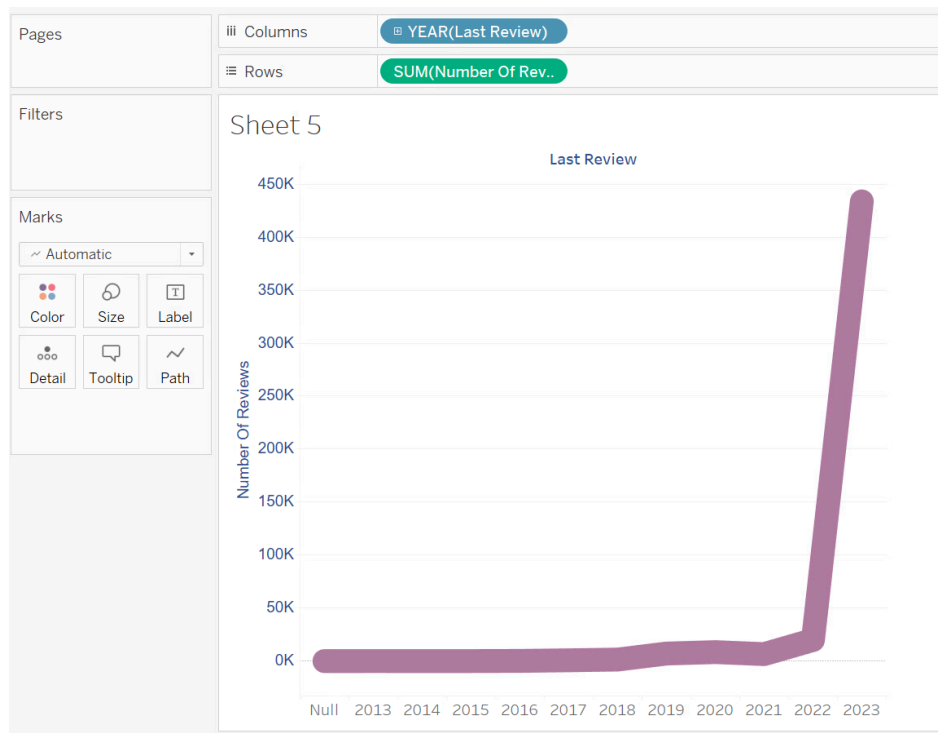 Pages
iii Columns
YEAR(Last Review)
Rows
SUM(Number Of Rev..
Filters
Sheet 5
Last Review
Marks
Automatic
Color
Size
Label
Detail
Tooltip
Path
Number Of Reviews
450K
400K
350K
300K
250K
200K
150K
100K
50K
0K
Null 2013 2014 2015 2016 2017 2018 2019 2020 2021 2022 2023